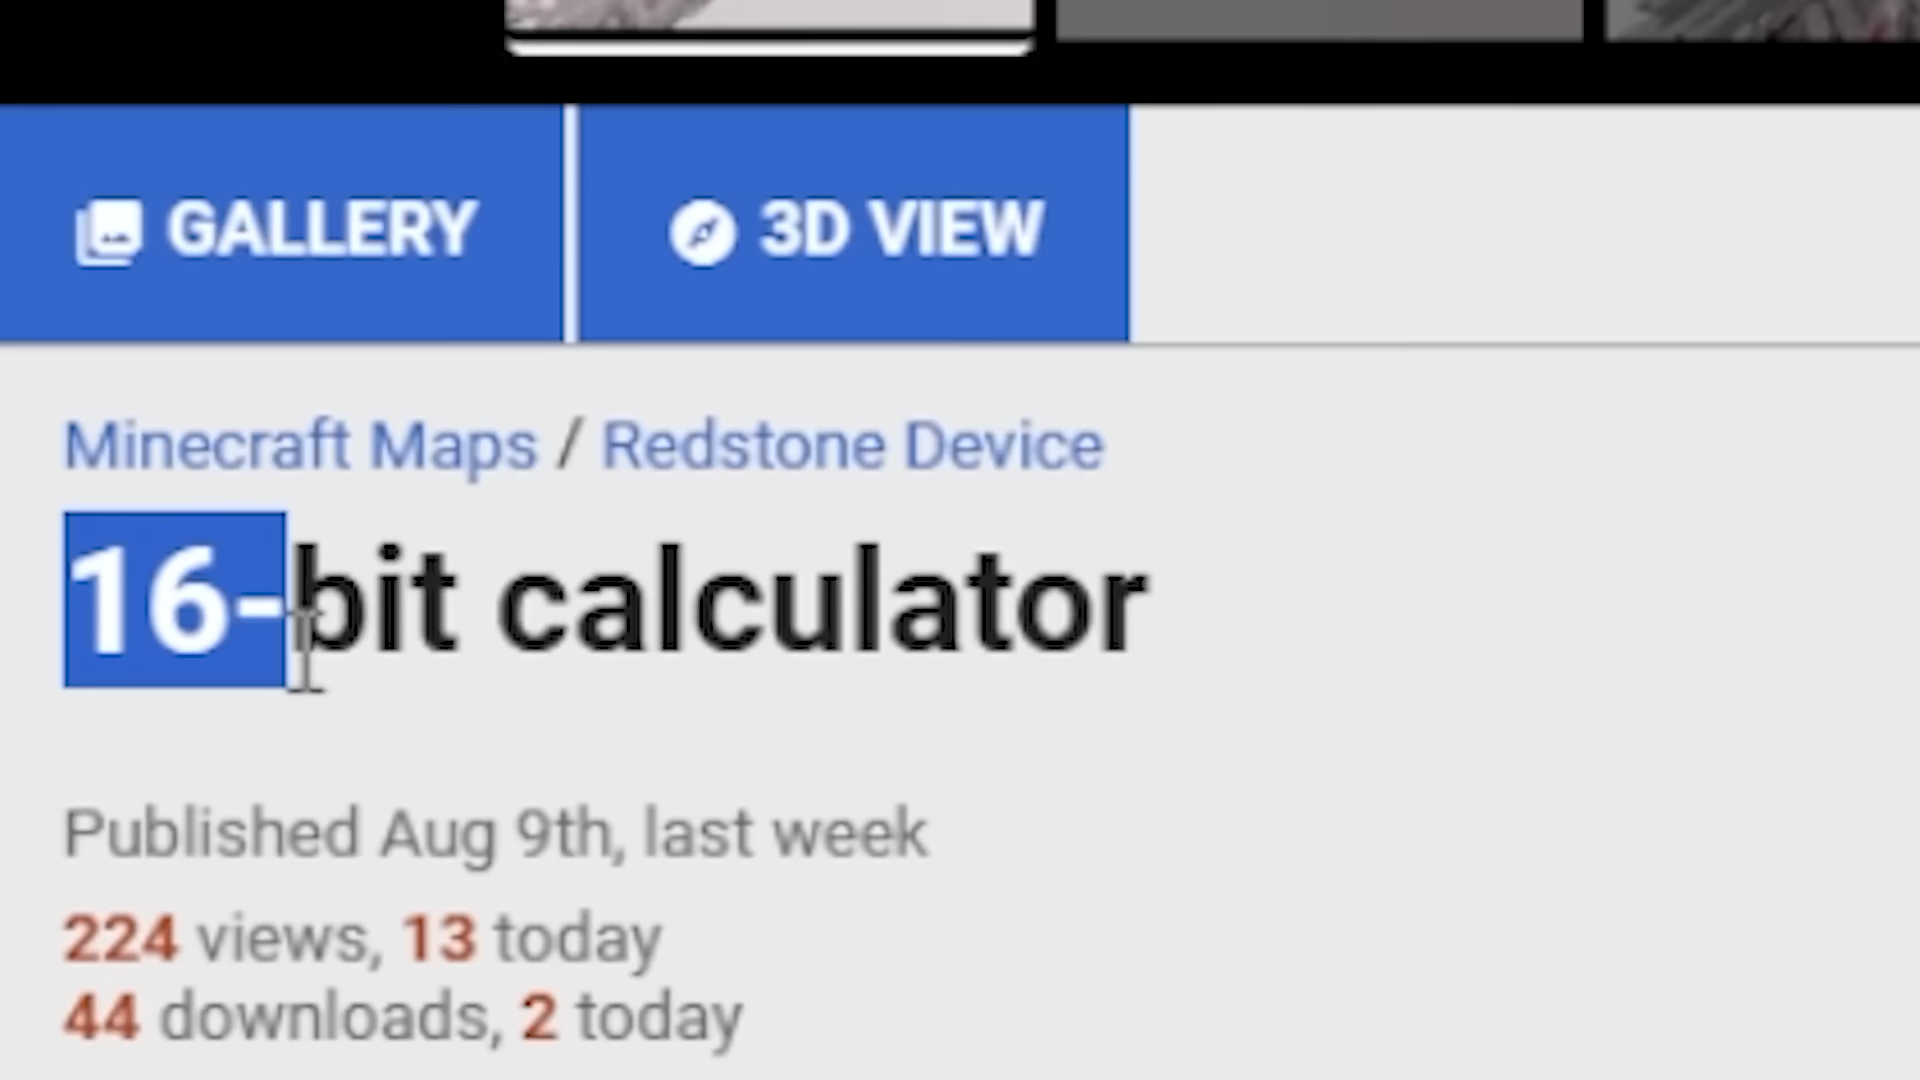 GALLERY
3D VIEW
Minecraft Maps / Redstone Device
16-bit calculator
Published Aug 9th, last week
224 views, 13 today
44 downloads, 2 today